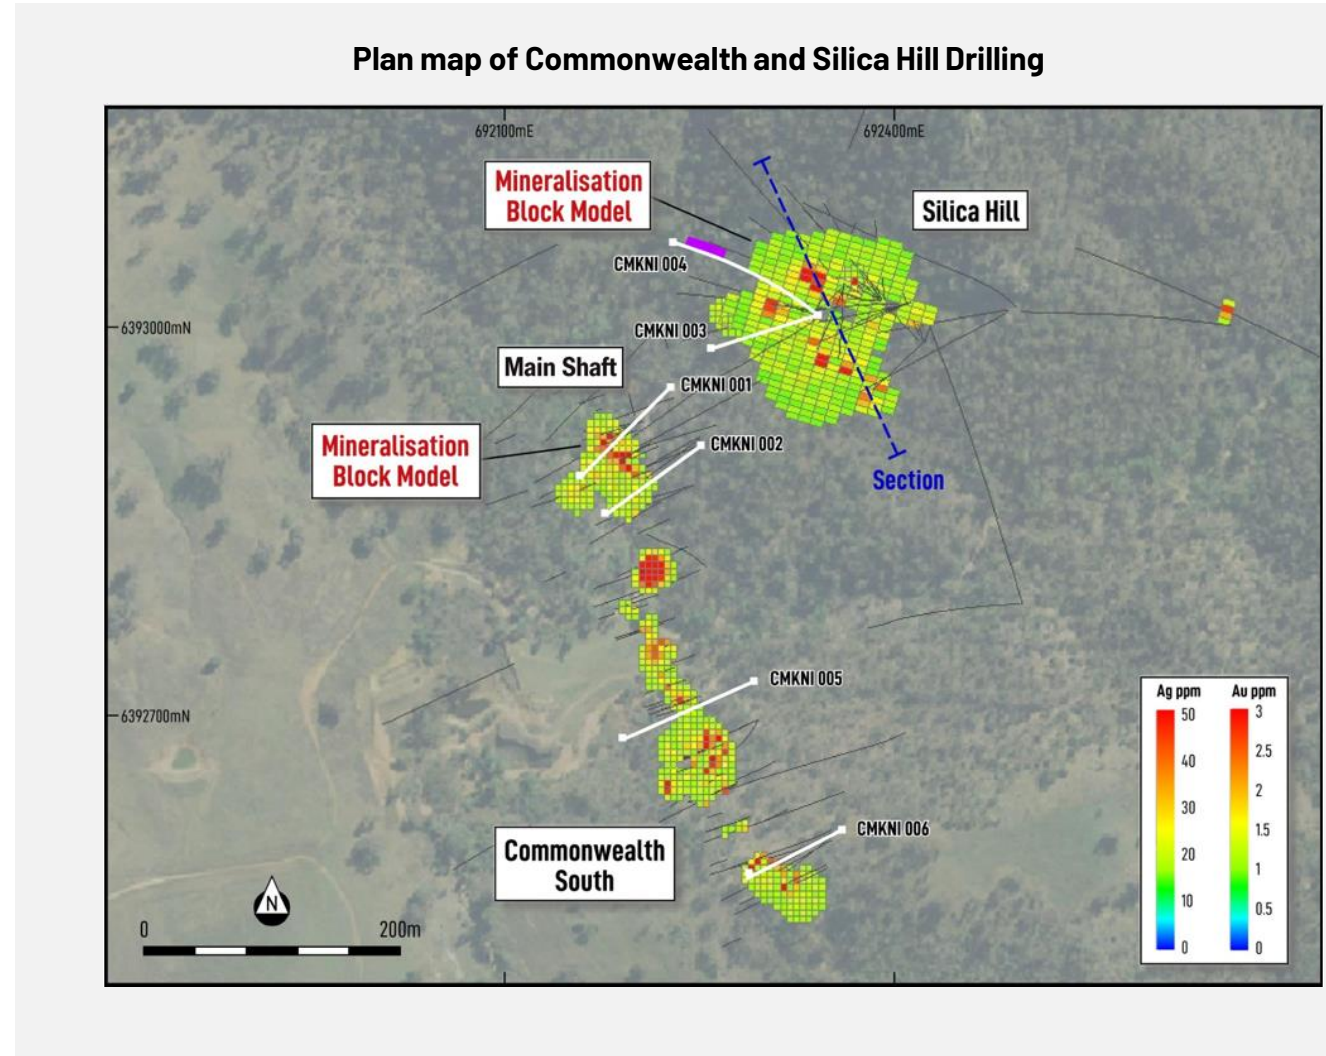 Plan map of Commonwealth and Silica Hill Drilling
692100mE
692400mE
Mineralisation
Block Model
Silica Hill
CMKNI 004
6393000mN
CMKNI 003
Main Shaft
CMKNI 001
Mineralisation
Block Model
CMKNI 002
Section
CMKNI 005
6392700mN
Ag ppm
Au ppm
50
3
2.5
40
2
30
1.5
20
1
10
0.5
0
0
CMKNI 006
Commonwealth
South
N
0
200m